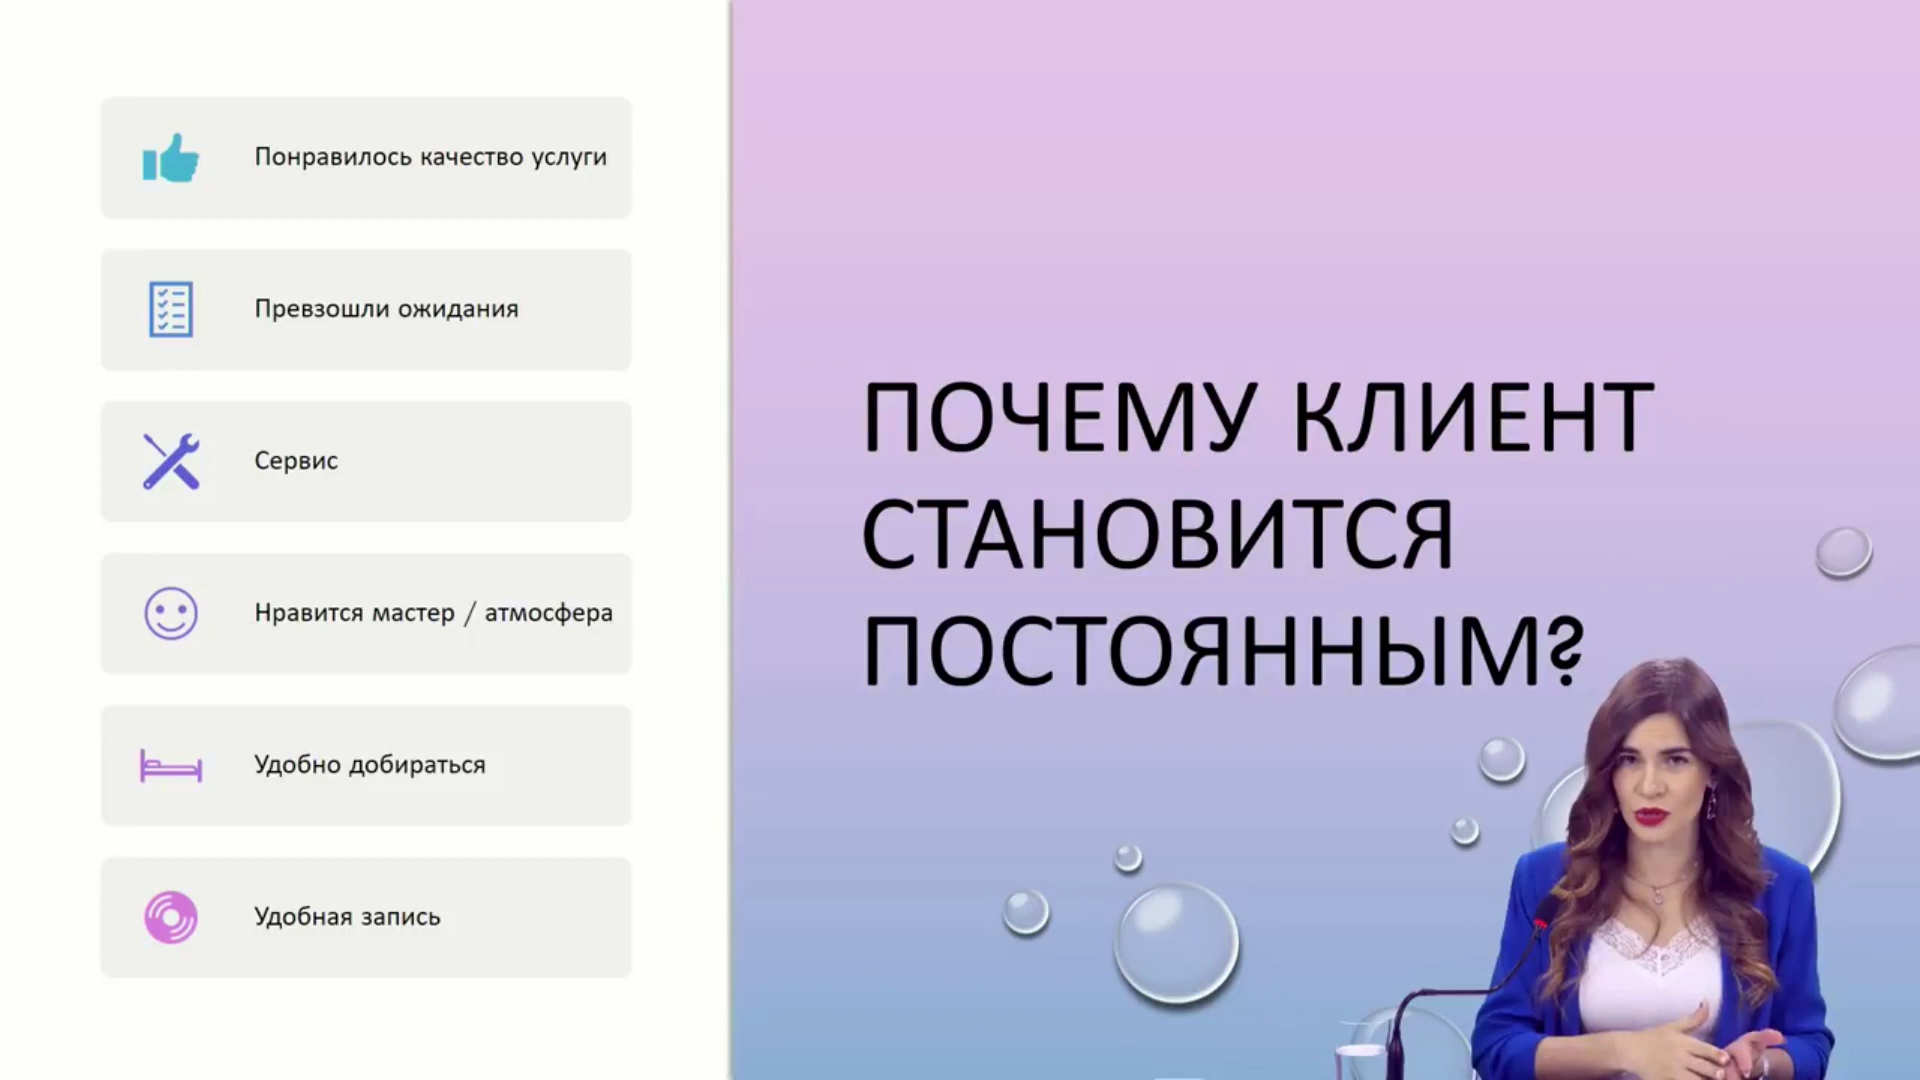 Понравилось качество услуги
Превзошли ожидания
Сервис
Нравится мастер / атмосфера
Удобно добираться
Удобная запись
ПОЧЕМУ КЛИЕНТ
СТАНОВИТСЯ
ПОСТОЯННЫМ?